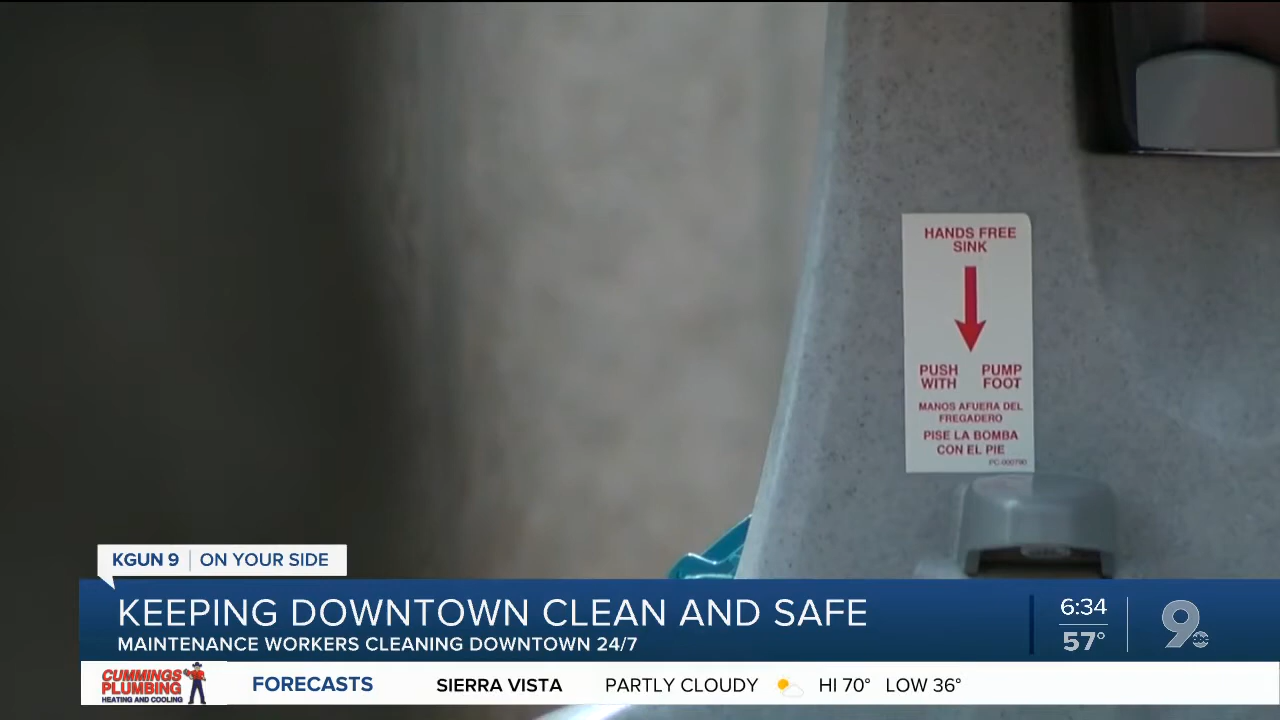 HANDS FREE
SINK
PUSH PUMP
WITH FOOT
MANOS AFUERA DEL
FREGADERO
PISE LA BOMBA
CON EL PIE
KGUN 9 ON YOUR SIDE
KEEPING DOWNTOWN CLEAN AND SAFE
MAINTENANCE WORKERS CLEANING DOWNTOWN 24/7
6:34
57°
9
CUMMINGS
PLUMBING
HEATING AND COOLING
FORECASTS SIERRA VISTA PARTLY CLOUDY HI 70° LOW 36°